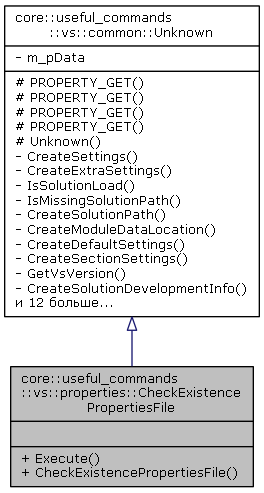 core::useful_commands
::vs::common::Unknown
- m_pData
# PROPERTY_GET()
# PROPERTY_GET()
# PROPERTY_GET()
# PROPERTY_GET()
# Unknown()
- CreateSettings()
- CreateExtraSettings()
- IsSolutionLoad()
- IsMissingSolutionPath()
- CreateSolutionPath()
- CreateModuleDataLocation()
- CreateDefaultSettings()
- CreateSectionSettings()
- GetVsVersion()
- CreateSolutionDevelopmentInfo()
и 12 больше...
core::useful_commands
::vs::properties::CheckExistence
PropertiesFile
+ Execute()
+ CheckExistencePropertiesFile()